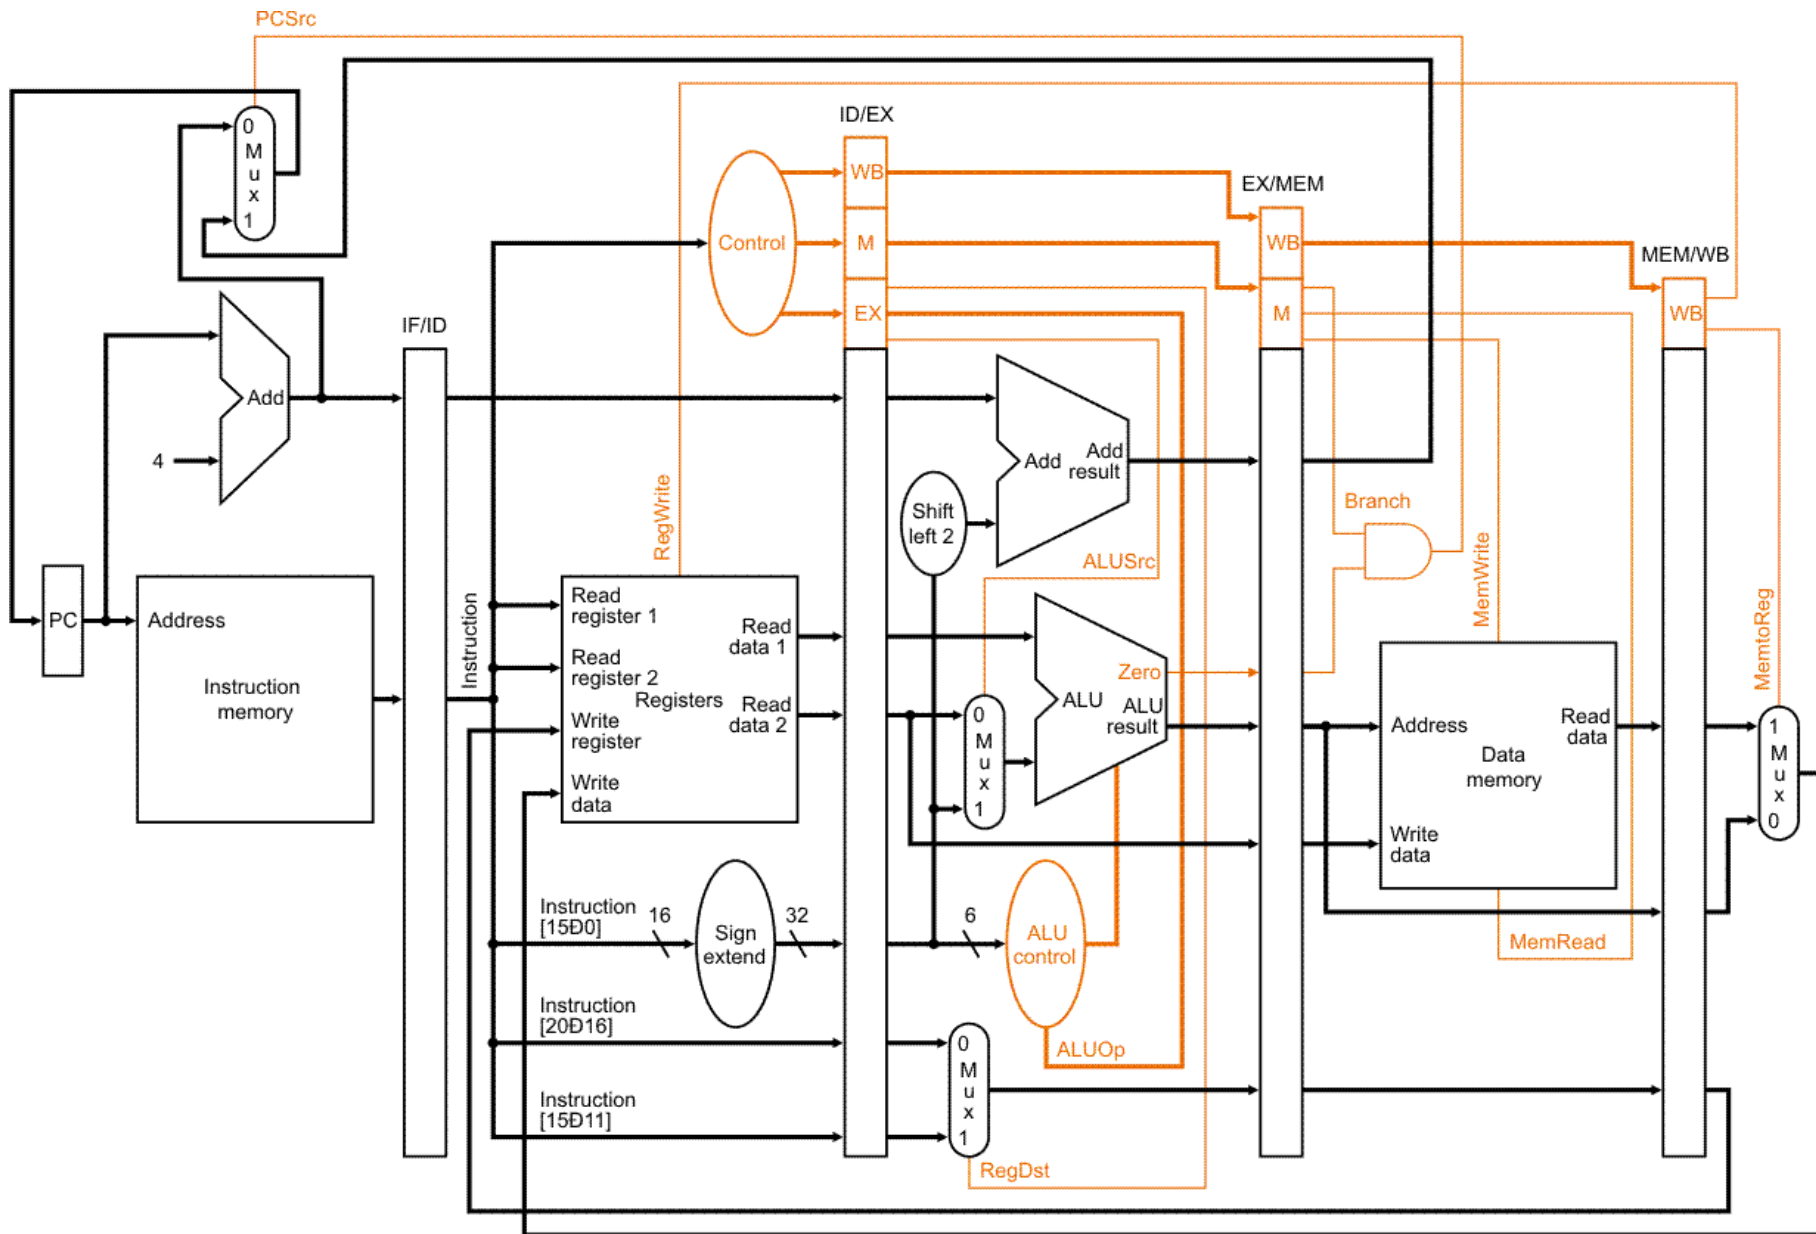 PCSrc
0
M
u
x
1
ID/EX
WB
Control
M
EX
EX/MEM
WB
M
MEM/WB
WB
IF/ID
Add
4
RegWrite
Add
Add
result
Shift
left 2
ALUSrc
Branch
MemWrite
MemtoReg
PC
Address
Instruction
memory
Instruction
Read
register 1
Read
register 2
Write
register
Write
data
Registers
Read
data 1
Read
data 2
0
M
u
x
1
Zero
ALU
ALU
result
Address
Read
data
Data
memory
Write
data
1
M
u
x
0
Instruction
[15Đ0]
16
Sign
extend
32
6
ALU
control
MemRead
Instruction
[20Đ16]
0
M
u
x
1
ALUOp
Instruction
[15Đ11]
RegDst